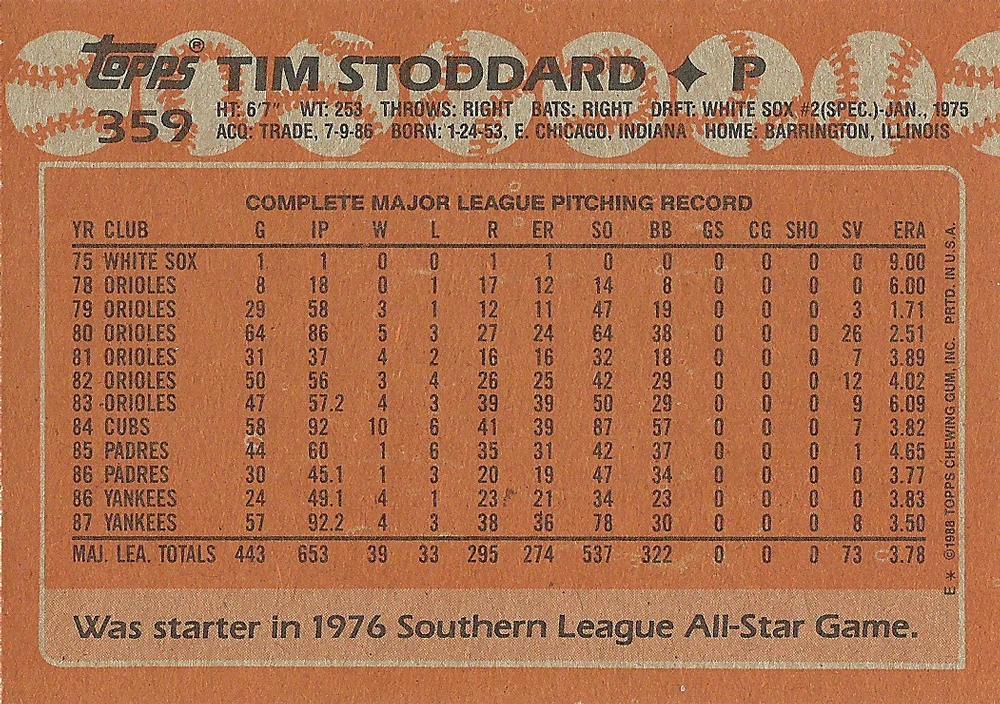 Topps® TIM STODDARD ✦ P
359 HT: 6'7" WT: 253 THROWS: RIGHT BATS: RIGHT DRFT: WHITE SOX #2(SPEC.)-JAN., 1975
ACQ: TRADE, 7-9-86 BORN: 1-24-53, E. CHICAGO, INDIANA HOME: BARRINGTON, ILLINOIS
COMPLETE MAJOR LEAGUE PITCHING RECORD
YR CLUB G IP W L R ER SO BB GS CG SHO SV ERA
75 WHITE SOX 1 1 0 0 1 1 0 0 0 0 0 0 9.00
78 ORIOLES 8 18 0 1 17 12 14 8 0 0 0 0 6.00
79 ORIOLES 29 58 3 1 12 11 47 19 0 0 0 3 1.71
80 ORIOLES 64 86 5 3 27 24 64 38 0 0 0 26 2.51
81 ORIOLES 31 37 4 2 16 16 32 18 0 0 0 7 3.89
82 ORIOLES 50 56 3 4 26 25 42 29 0 0 0 12 4.02
83 ORIOLES 47 57.2 4 3 39 39 50 29 0 0 0 9 6.09
84 CUBS 58 92 10 6 41 39 87 57 0 0 0 7 3.82
85 PADRES 44 60 1 6 35 31 42 37 0 0 0 1 4.65
86 PADRES 30 45.1 1 3 20 19 47 34 0 0 0 0 3.77
86 YANKEES 24 49.1 4 1 23 21 34 23 0 0 0 0 3.83
87 YANKEES 57 92.2 4 3 38 36 78 30 0 0 0 8 3.50
MAJ. LEA. TOTALS 443 653 39 33 295 274 537 322 0 0 0 73 3.78
Was starter in 1976 Southern League All-Star Game.
E * ©1988 TOPPS CHEWING GUM, INC. PRTD. IN U.S.A.